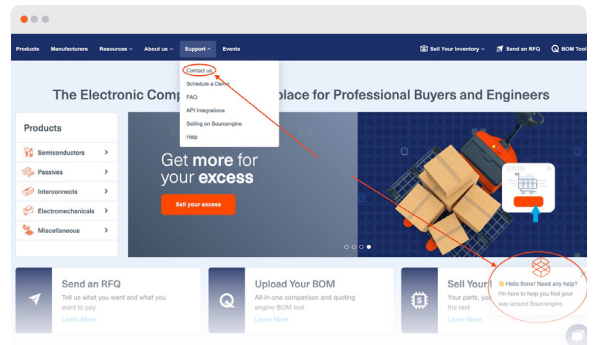 Products Manufacturers Resources About us Support Events Sell Your Inventory Send an RFQ BOM Tool
Contact us
Schedule a Demo
FAQ
API Integrations
Selling on Sourcengine
Help
The Electronic Comp place for Professional Buyers and Engineers
Products
Semiconductors
Passives
Interconnects
Electromechanicals
Miscellaneous
Get more for
your excess
Sell your excess
Send an RFQ
Tell us what you want and what you
want to pay
Learn More
Upload Your BOM
All-in-one comparison and quoting
engine BOM tool
Learn More
Sell Your
Your parts, yo
the rest
Learn More
👋 Hello there! Need any help?
I'm here to help you find your
way around Sourcengine.